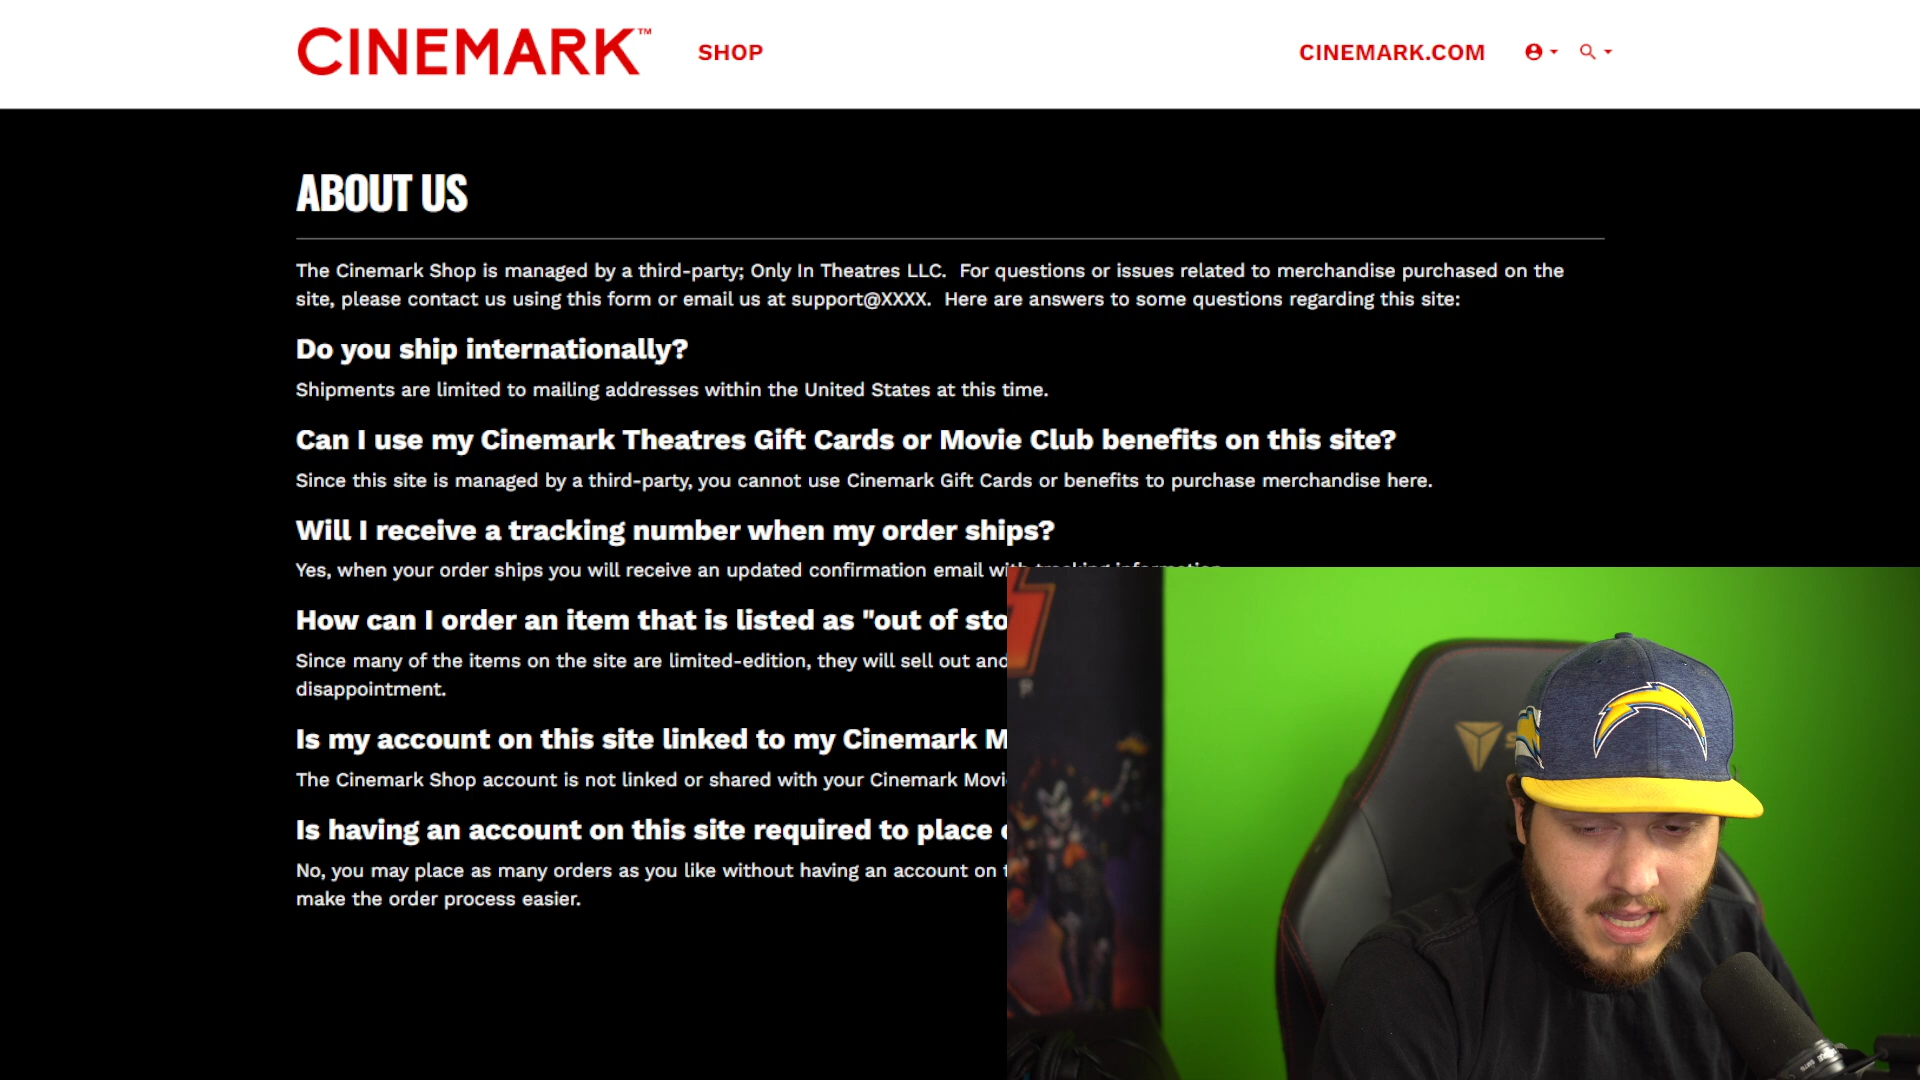 CINEMARK™ SHOP CINEMARK.COM
ABOUT US
The Cinemark Shop is managed by a third-party; Only In Theatres LLC. For questions or issues related to merchandise purchased on the
site, please contact us using this form or email us at support@XXXX. Here are answers to some questions regarding this site:
Do you ship internationally?
Shipments are limited to mailing addresses within the United States at this time.
Can I use my Cinemark Theatres Gift Cards or Movie Club benefits on this site?
Since this site is managed by a third-party, you cannot use Cinemark Gift Cards or benefits to purchase merchandise here.
Will I receive a tracking number when my order ships?
Yes, when your order ships you will receive an updated confirmation email with tracking information
How can I order an item that is listed as "out of sto
Since many of the items on the site are limited-edition, they will sell out and
disappointment.
Is my account on this site linked to my Cinemark M
The Cinemark Shop account is not linked or shared with your Cinemark Movi
Is having an account on this site required to place
No, you may place as many orders as you like without having an account on
make the order process easier.